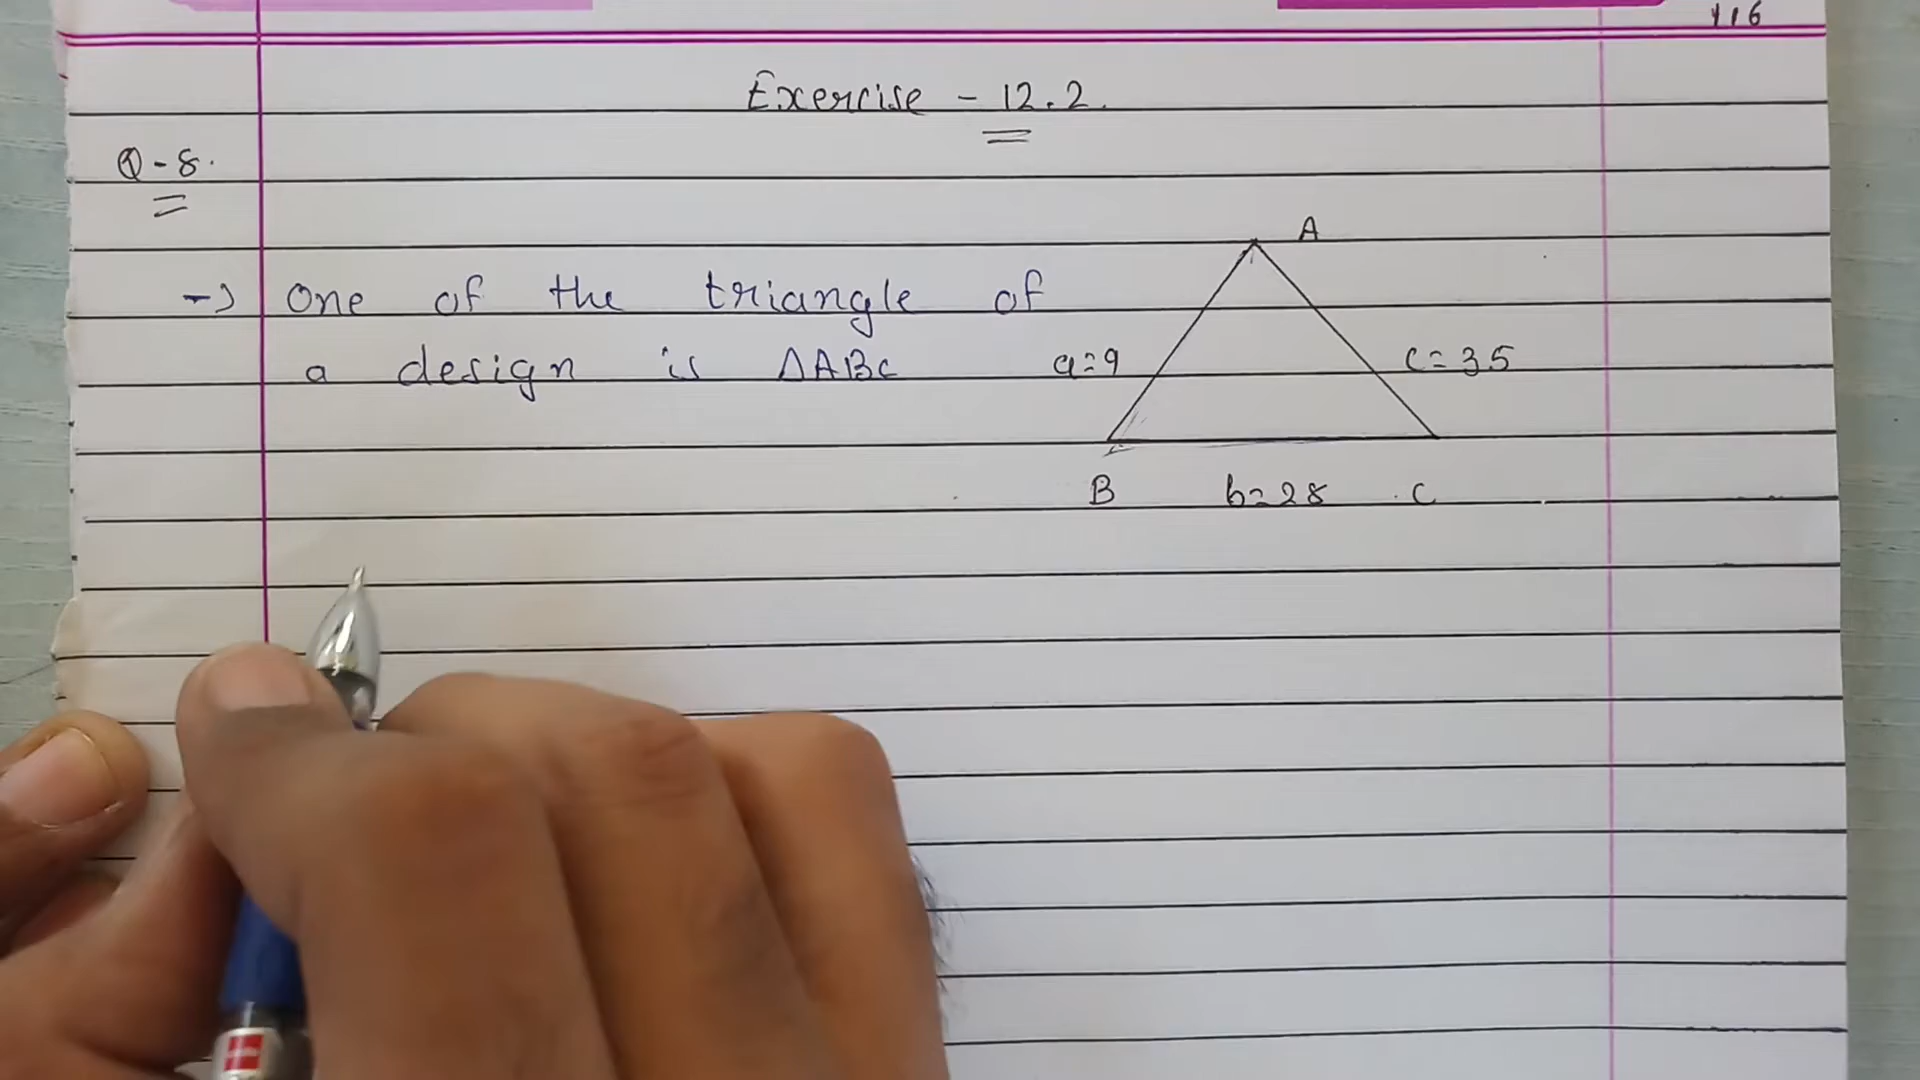 116
Exercise - 12.2.
Q-8.
A
→ One of the triangle of
a design is ΔABC
a=9
c=35
B
b=28
C